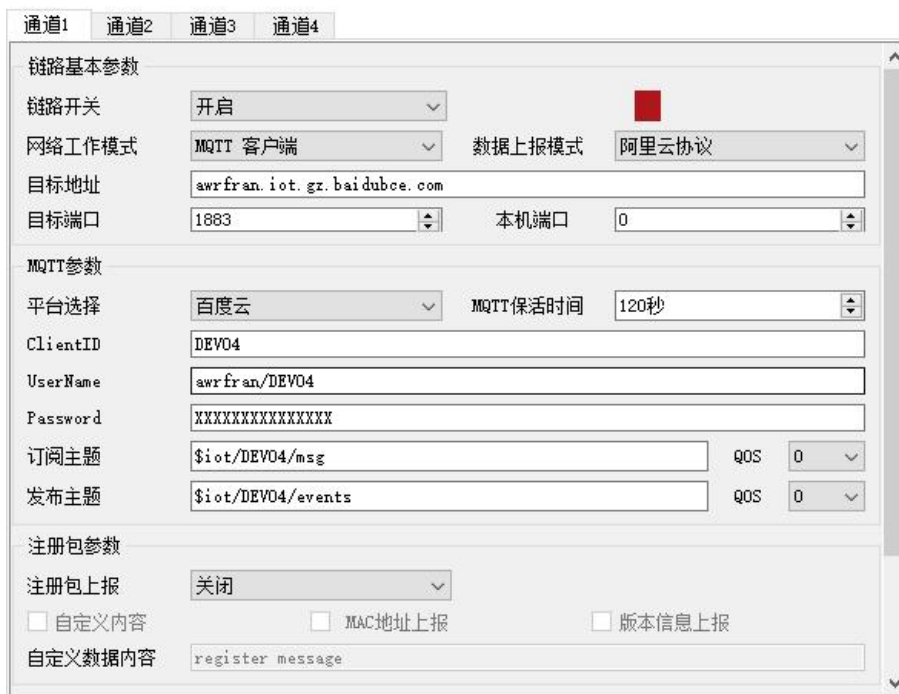 通道1 通道2 通道3 通道4
链路基本参数
链路开关 开启
网络工作模式 MQTT 客户端 数据上报模式 阿里云协议
目标地址 awrfran.iot.gz.baidubce.com
目标端口 1883 本机端口 0
MQTT参数
平台选择 百度云 MQTT保活时间 120秒
ClientID DEV04
UserName awrfran/DEV04
Password XXXXXXXXXXXXXXX
订阅主题 $iot/DEV04/msg QOS 0
发布主题 $iot/DEV04/events QOS 0
注册包参数
注册包上报 关闭
自定义内容 MAC地址上报 版本信息上报
自定义数据内容 register message